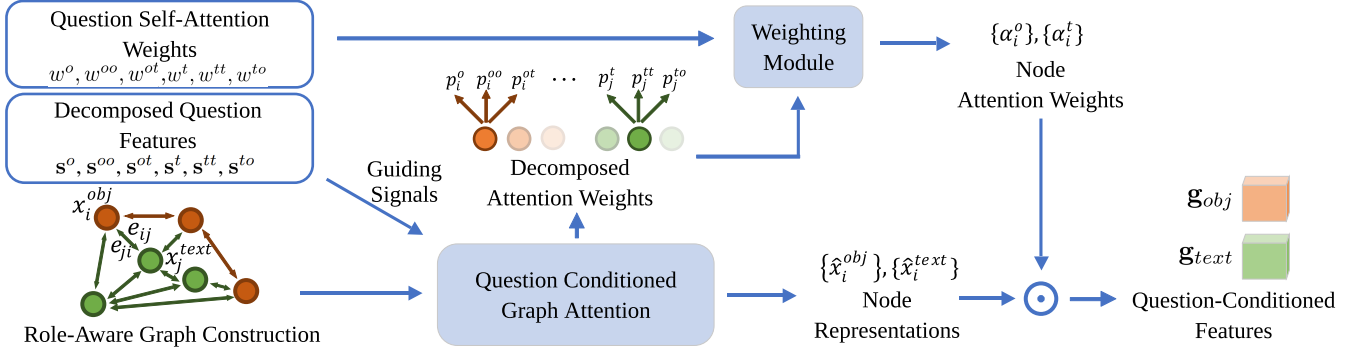 Question Self-Attention
Weights
w^o, w^{oo}, w^{ot}, w^t, w^{tt}, w^{to}
Decomposed Question
Features
s^o, s^{oo}, s^{ot}, s^t, s^{tt}, s^{to}
x_i^{obj}
e_{ij}
e_{ji}
x_j^{text}
Role-Aware Graph Construction
Guiding
Signals
p_i^o p_i^{oo} p_i^{ot} ··· p_j^t p_j^{tt} p_j^{to}
Decomposed
Attention Weights
Question Conditioned
Graph Attention
Weighting
Module
{α_i^o},{α_i^t}
Node
Attention Weights
{x̂_i^{obj}},{x̂_i^{text}}
Node
Representations
g_{obj}
g_{text}
Question-Conditioned
Features